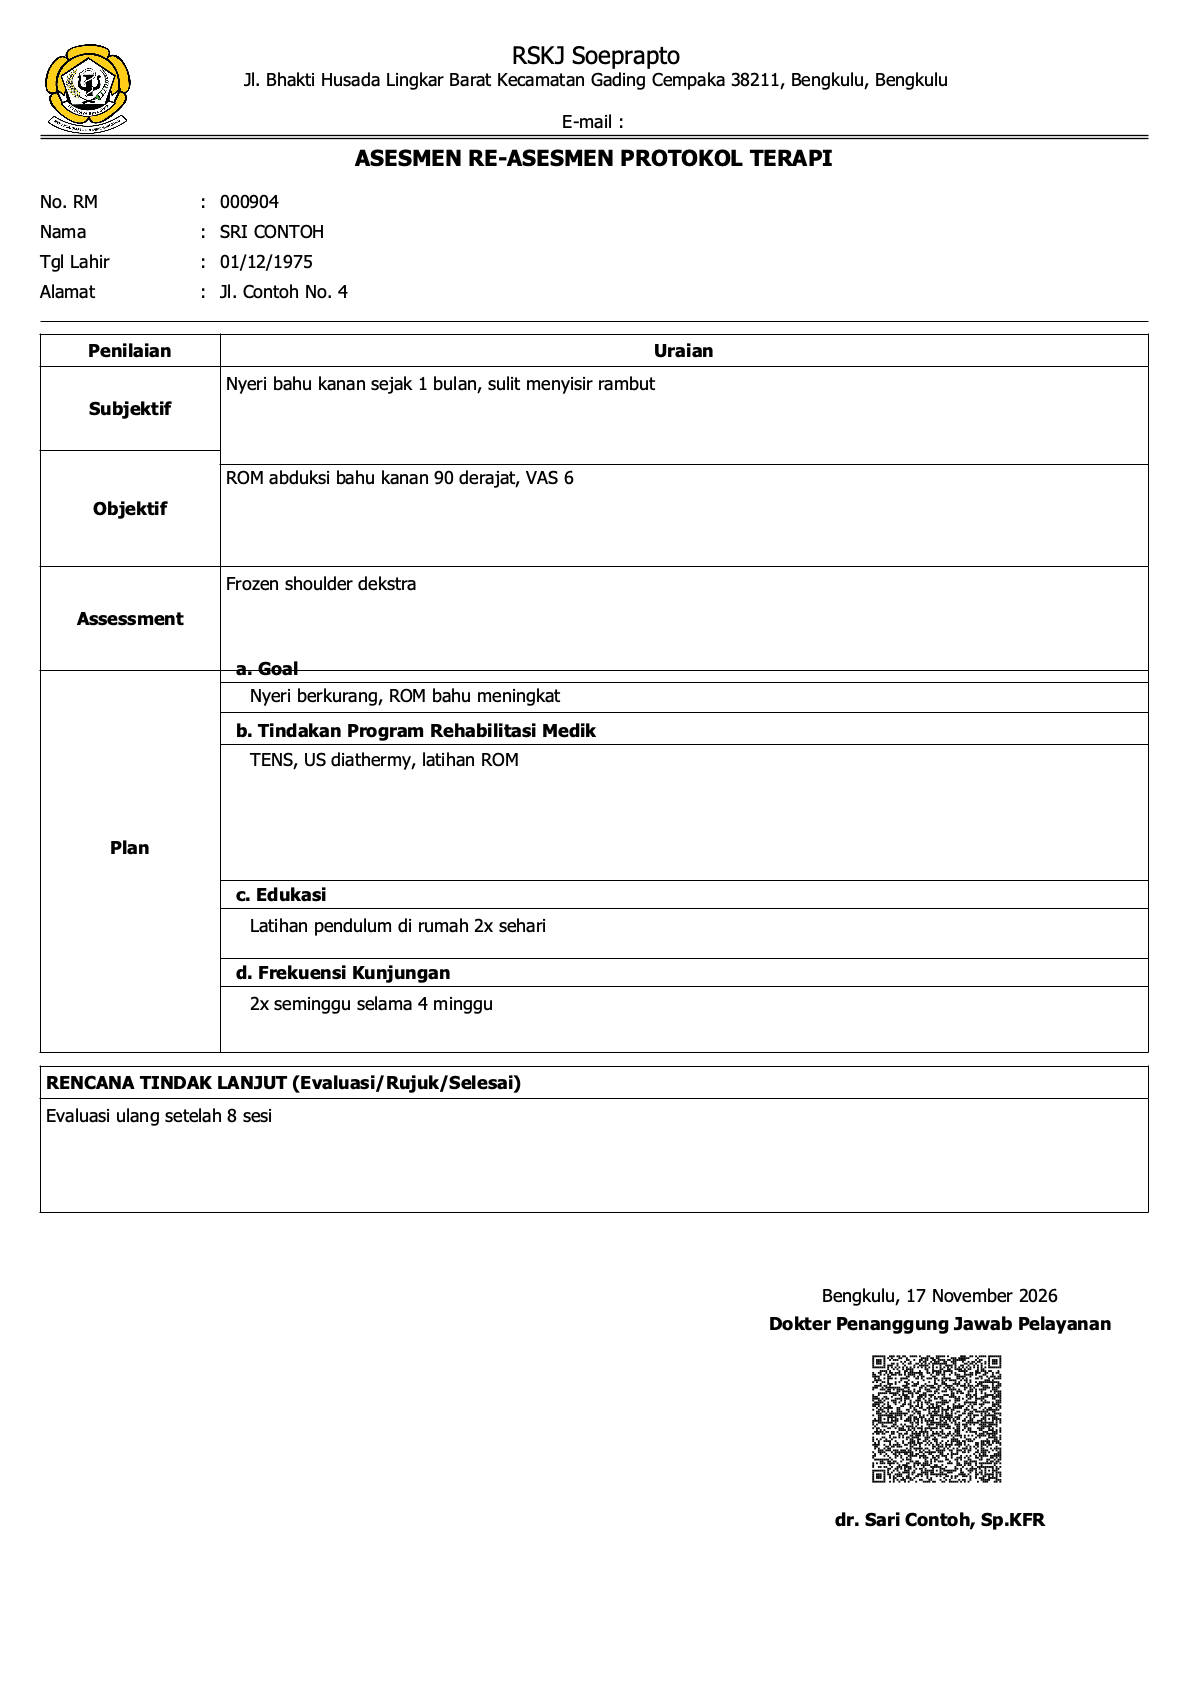 RSKJ Soeprapto
Jl. Bhakti Husada Lingkar Barat Kecamatan Gading Cempaka 38211, Bengkulu, Bengkulu
E-mail :
ASESMEN RE-ASESMEN PROTOKOL TERAPI
No. RM : 000904
Nama : SRI CONTOH
Tgl Lahir : 01/12/1975
Alamat : Jl. Contoh No. 4
Penilaian Uraian
Subjektif
Nyeri bahu kanan sejak 1 bulan, sulit menyisir rambut
Objektif
ROM abduksi bahu kanan 90 derajat, VAS 6
Assessment
Frozen shoulder dekstra
Plan
a. Goal
Nyeri berkurang, ROM bahu meningkat
b. Tindakan Program Rehabilitasi Medik
TENS, US diathermy, latihan ROM
c. Edukasi
Latihan pendulum di rumah 2x sehari
d. Frekuensi Kunjungan
2x seminggu selama 4 minggu
RENCANA TINDAK LANJUT (Evaluasi/Rujuk/Selesai)
Evaluasi ulang setelah 8 sesi
Bengkulu, 17 November 2026
Dokter Penanggung Jawab Pelayanan
dr. Sari Contoh, Sp.KFR